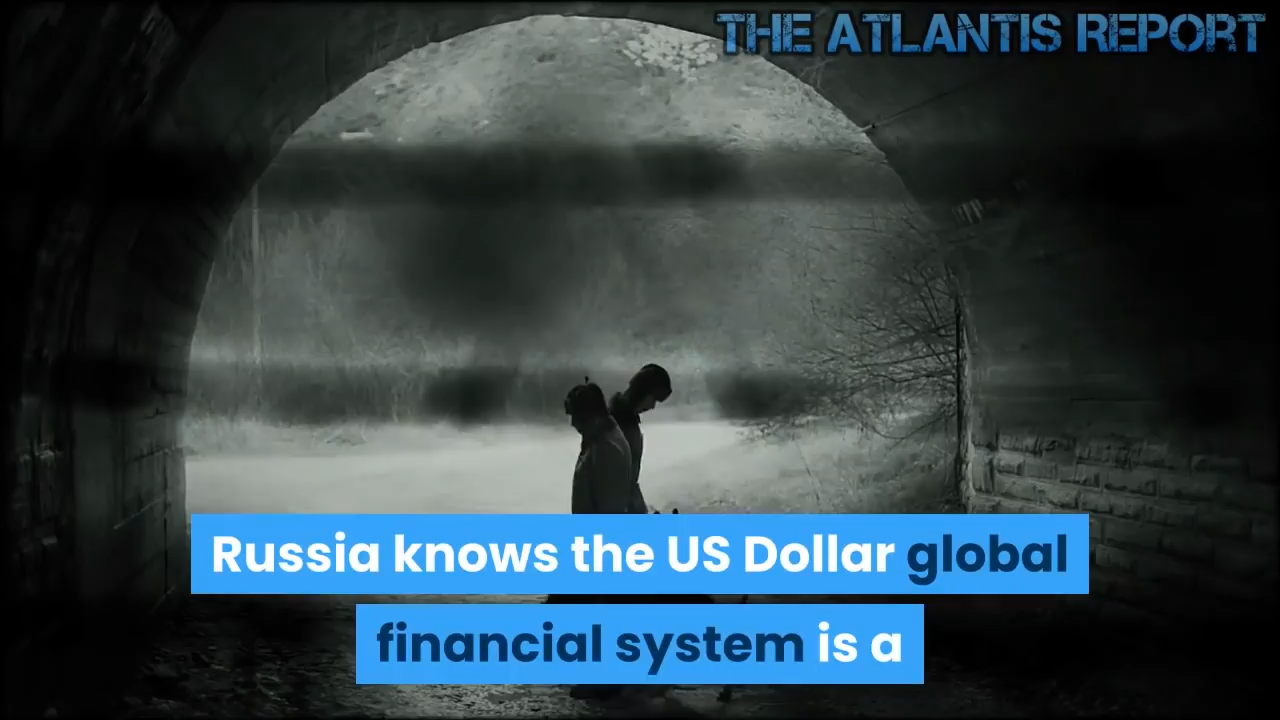 THE ATLANTIS REPORT
Russia knows the US Dollar global
financial system is a